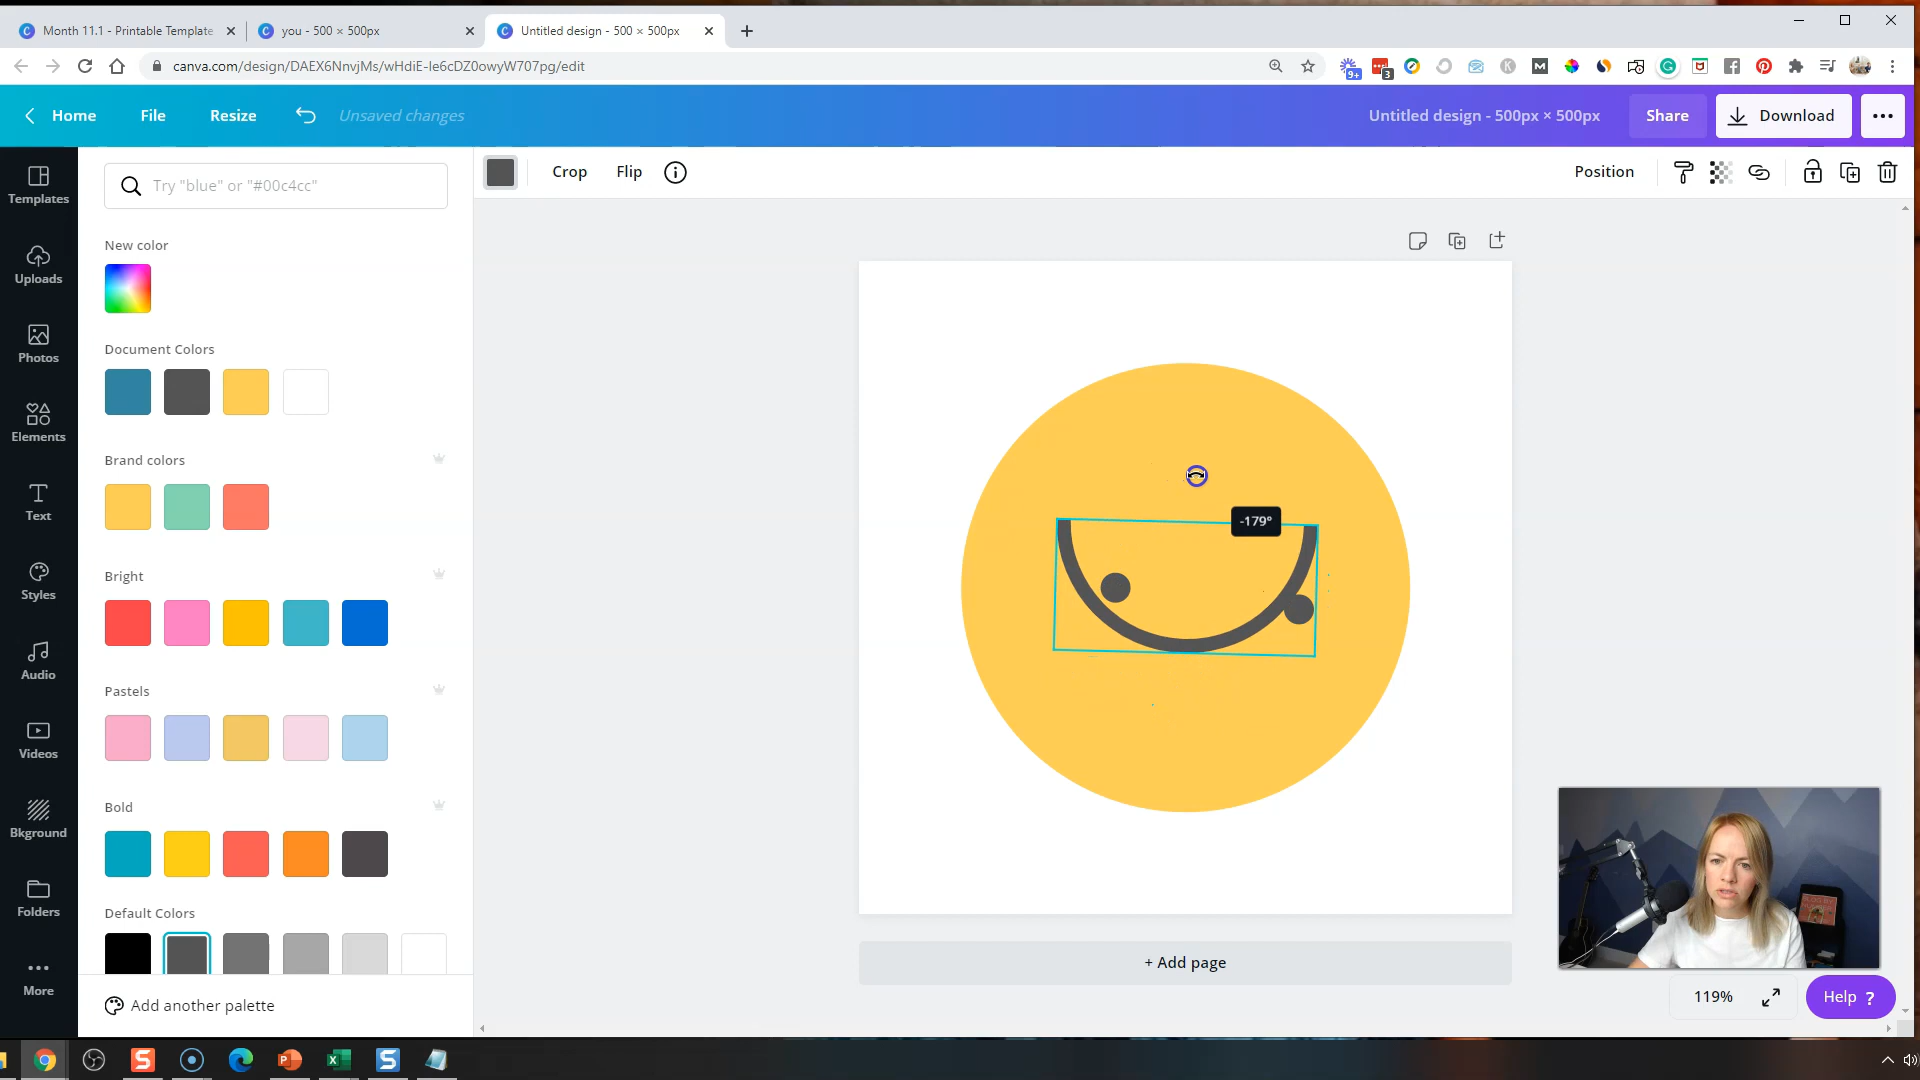 Month 11.1 - Printable Template
you - 500 × 500px
Untitled design - 500 × 500px
canva.com/design/DAEX6NnvjMs/wHdiE-Ie6cDZ0owyW707pg/edit
9+
3
Home
File
Resize
Unsaved changes
Untitled design - 500px × 500px
Share
Download
Templates
Uploads
Photos
Elements
Text
Styles
Audio
Videos
Bkground
Folders
More
Try "blue" or "#00c4cc"
New color
Document Colors
Brand colors
Bright
Pastels
Bold
Default Colors
Add another palette
Crop
Flip
Position
-179°
+ Add page
119%
Help ?